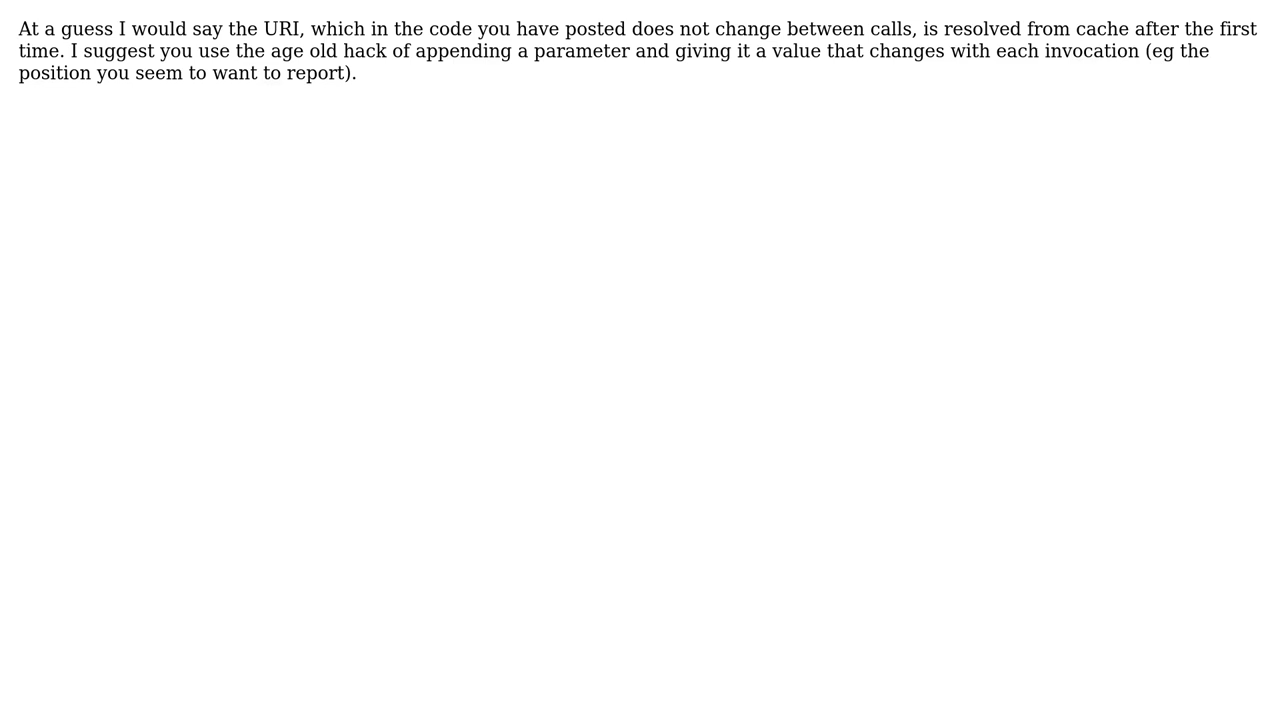 At a guess I would say the URI, which in the code you have posted does not change between calls, is resolved from cache after the first
time. I suggest you use the age old hack of appending a parameter and giving it a value that changes with each invocation (eg the
position you seem to want to report).